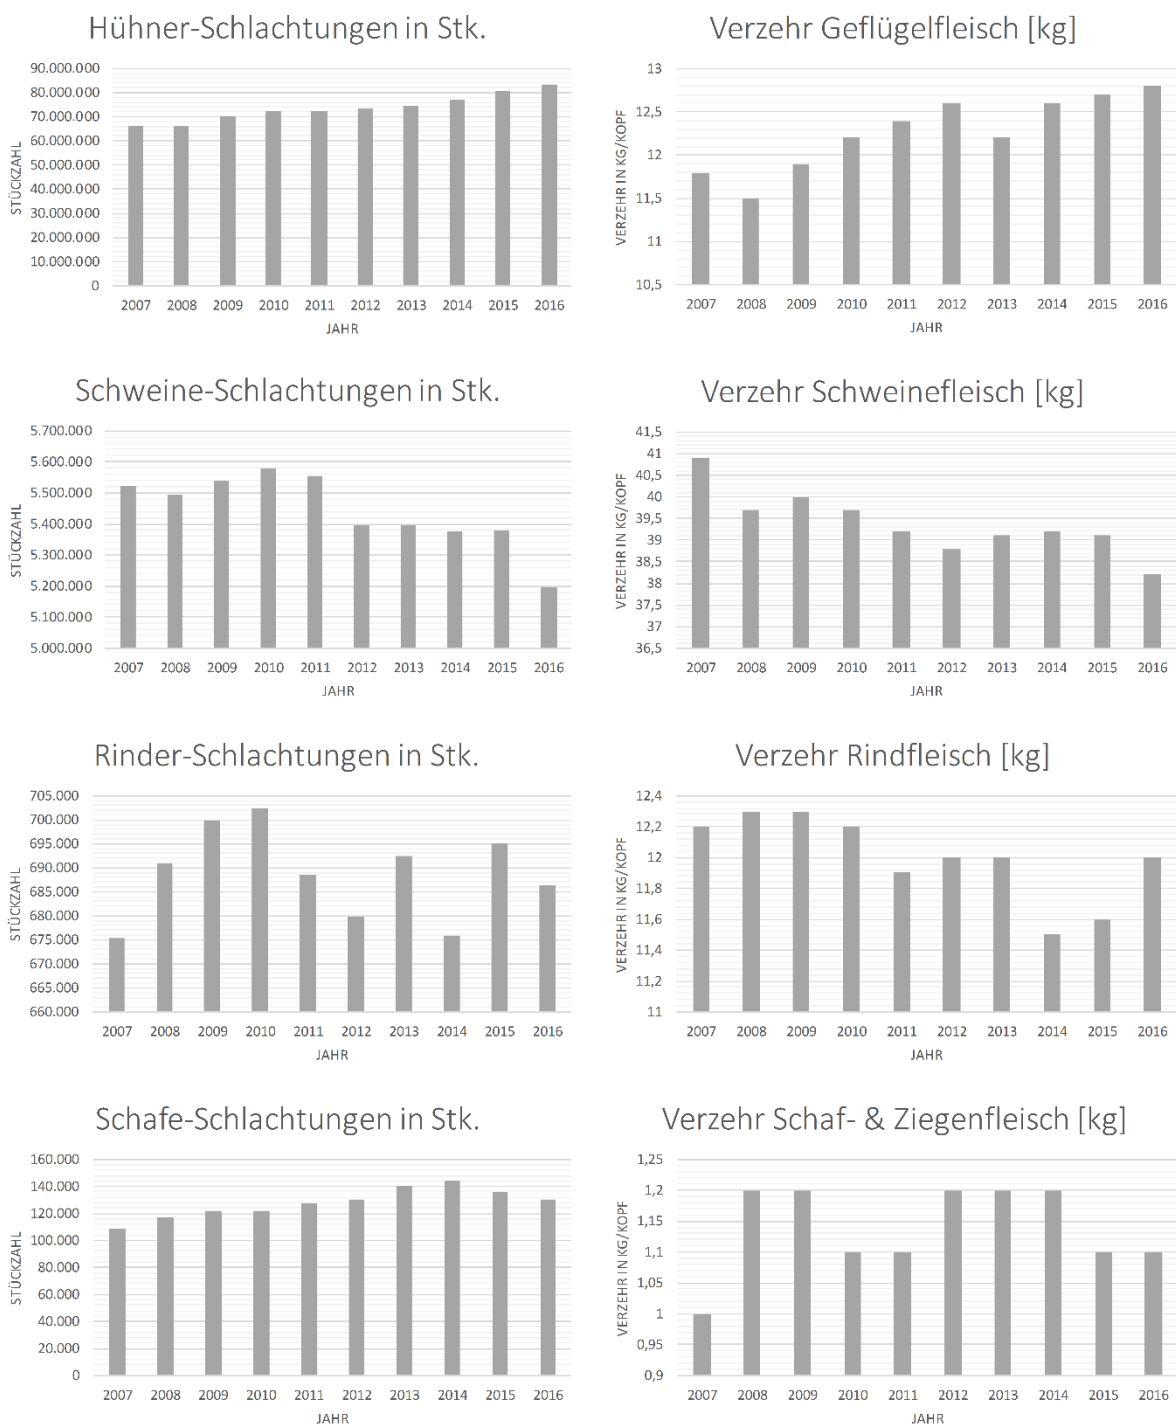 Hühner-Schlachtungen in Stk.
STÜCKZAHL
90.000.000
80.000.000
70.000.000
60.000.000
50.000.000
40.000.000
30.000.000
20.000.000
10.000.000
0
2007 2008 2009 2010 2011 2012 2013 2014 2015 2016
JAHR
Verzehr Geflügelfleisch [kg]
VERZEHR IN KG/KOPF
13
12,5
12
11,5
11
10,5
2007 2008 2009 2010 2011 2012 2013 2014 2015 2016
JAHR
Schweine-Schlachtungen in Stk.
STÜCKZAHL
5.700.000
5.600.000
5.500.000
5.400.000
5.300.000
5.200.000
5.100.000
5.000.000
2007 2008 2009 2010 2011 2012 2013 2014 2015 2016
JAHR
Verzehr Schweinefleisch [kg]
VERZEHR IN KG/KOPF
41,5
41
40,5
40
39,5
39
38,5
38
37,5
37
36,5
2007 2008 2009 2010 2011 2012 2013 2014 2015 2016
JAHR
Rinder-Schlachtungen in Stk.
STÜCKZAHL
705.000
700.000
695.000
690.000
685.000
680.000
675.000
670.000
665.000
660.000
2007 2008 2009 2010 2011 2012 2013 2014 2015 2016
JAHR
Verzehr Rindfleisch [kg]
VERZEHR IN KG/KOPF
12,4
12,2
12
11,8
11,6
11,4
11,2
11
2007 2008 2009 2010 2011 2012 2013 2014 2015 2016
JAHR
Schafe-Schlachtungen in Stk.
STÜCKZAHL
160.000
140.000
120.000
100.000
80.000
60.000
40.000
20.000
0
2007 2008 2009 2010 2011 2012 2013 2014 2015 2016
JAHR
Verzehr Schaf- & Ziegenfleisch [kg]
VERZEHR IN KG/KOPF
1,25
1,2
1,15
1,1
1,05
1
0,95
0,9
2007 2008 2009 2010 2011 2012 2013 2014 2015 2016
JAHR